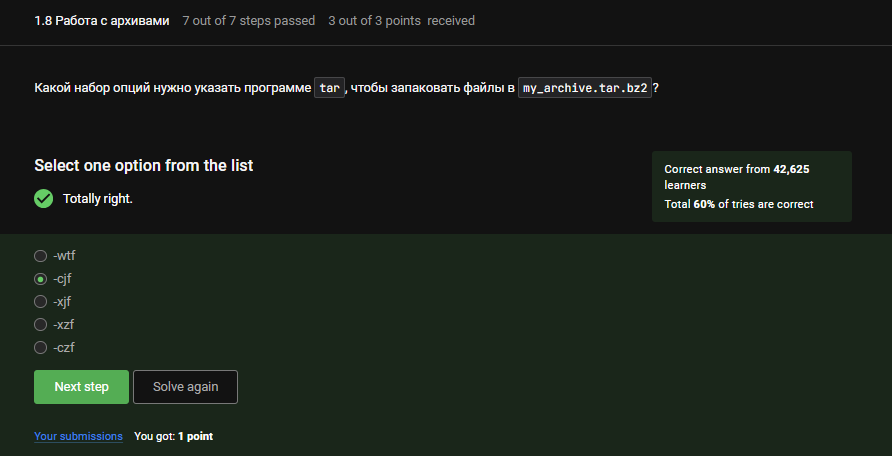 1.8 Работа с архивами 7 out of 7 steps passed 3 out of 3 points received
Какой набор опций нужно указать программе tar, чтобы запаковать файлы в my_archive.tar.bz2?
Select one option from the list
Totally right.
Correct answer from 42,625
learners
Total 60% of tries are correct
-wtf
-cjf
-xjf
-xzf
-czf
Next step Solve again
Your submissions You got: 1 point